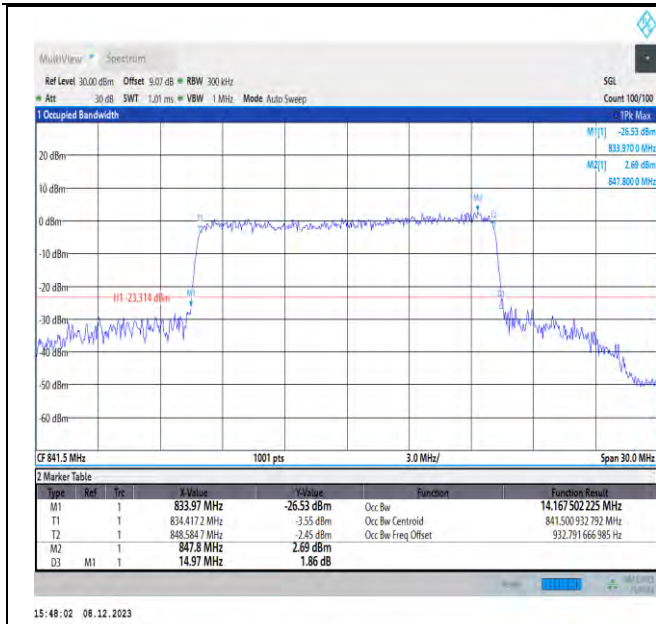 MultiView Spectrum
Ref Level 30.00 dBm Offset 9.07 dB RBW 300 kHz SGL
Att 30 dB SWT 1.01 ms VBW 1 MHz Mode Auto Sweep Count 100/100
1 Occupied Bandwidth 1Pk Max
M1[1] -26.53 dBm
833.970 0 MHz
M2[1] 2.69 dBm
847.800 0 MHz
20 dBm
10 dBm
M2
T1 T2
0 dBm
-10 dBm
-20 dBm
M1 D3
H1 -23.314 dBm
-30 dBm
-40 dBm
-50 dBm
-60 dBm
CF 841.5 MHz 1001 pts 3.0 MHz/ Span 30.0 MHz
2 Marker Table
Type Ref Trc X-Value Y-Value Function Function Result
M1 1 833.97 MHz -26.53 dBm Occ Bw 14.167 502 225 MHz
T1 1 834.417 2 MHz -3.55 dBm Occ Bw Centroid 841.500 932 792 MHz
T2 1 848.584 7 MHz -2.45 dBm Occ Bw Freq Offset 932.791 666 985 Hz
M2 1 847.8 MHz 2.69 dBm
D3 M1 1 14.97 MHz 1.86 dB
15:48:02 08.12.2023